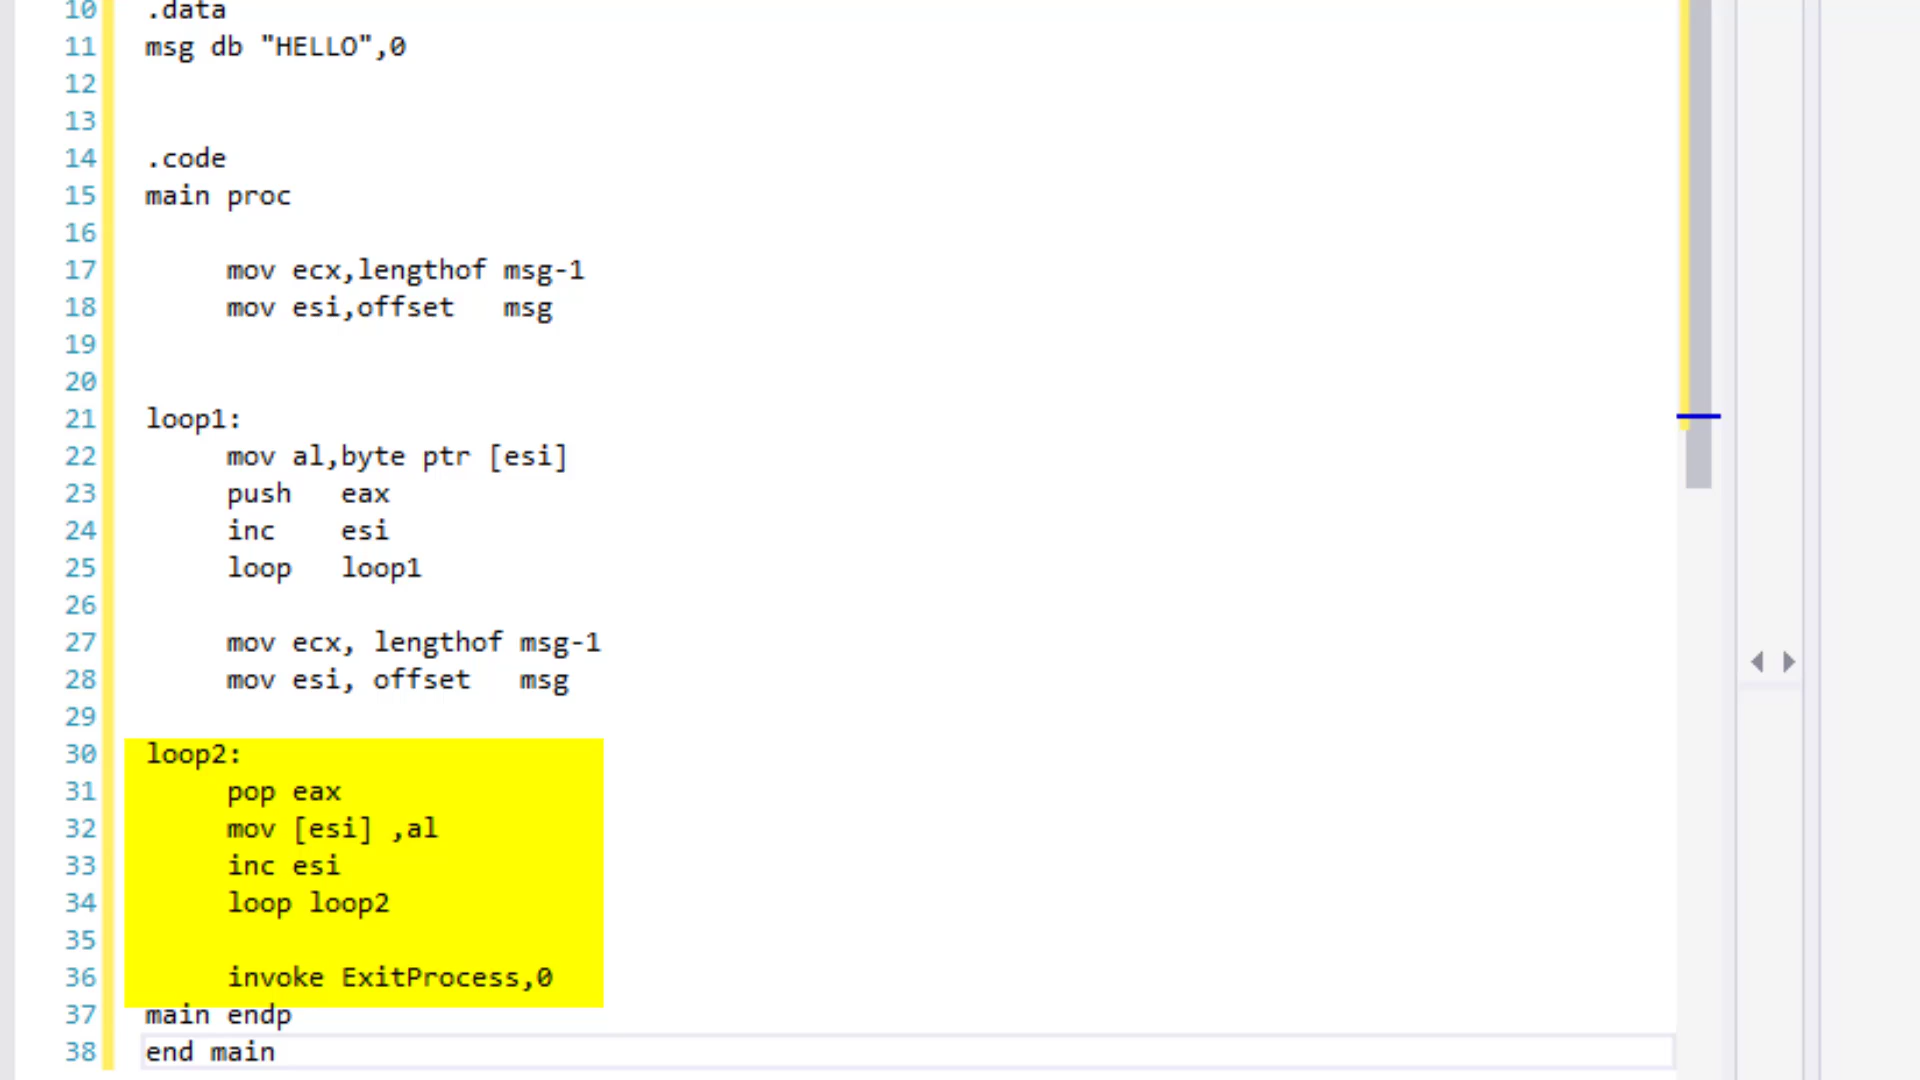 10 .data
11 msg db "HELLO",0
12
13
14 .code
15 main proc
16
17 mov ecx,lengthof msg-1
18 mov esi,offset   msg
19
20
21 loop1:
22 mov al,byte ptr [esi]
23 push   eax
24 inc    esi
25 loop   loop1
26
27 mov ecx, lengthof msg-1
28 mov esi, offset   msg
29
30 loop2:
31 pop eax
32 mov [esi] ,al
33 inc esi
34 loop loop2
35
36 invoke ExitProcess,0
37 main endp
38 end main